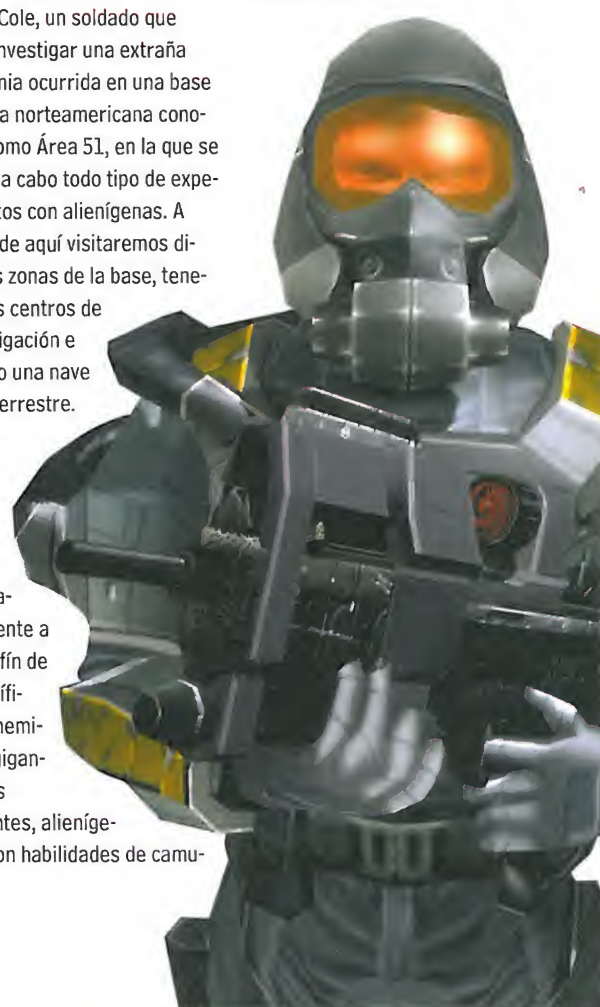 Cole, un soldado que
nvestigar una extraña
nia ocurrida en una base
a norteamericana cono-
omo Área 51, en la que se
a cabo todo tipo de expe-
tos con alienígenas. A
de aquí visitaremos di-
s zonas de la base, tene-
s centros de
igación e
o una nave
errestre.
a-
ente a
fín de
ífi-
nemi-
igan-
s
ntes, alieníge-
on habilidades de camu-